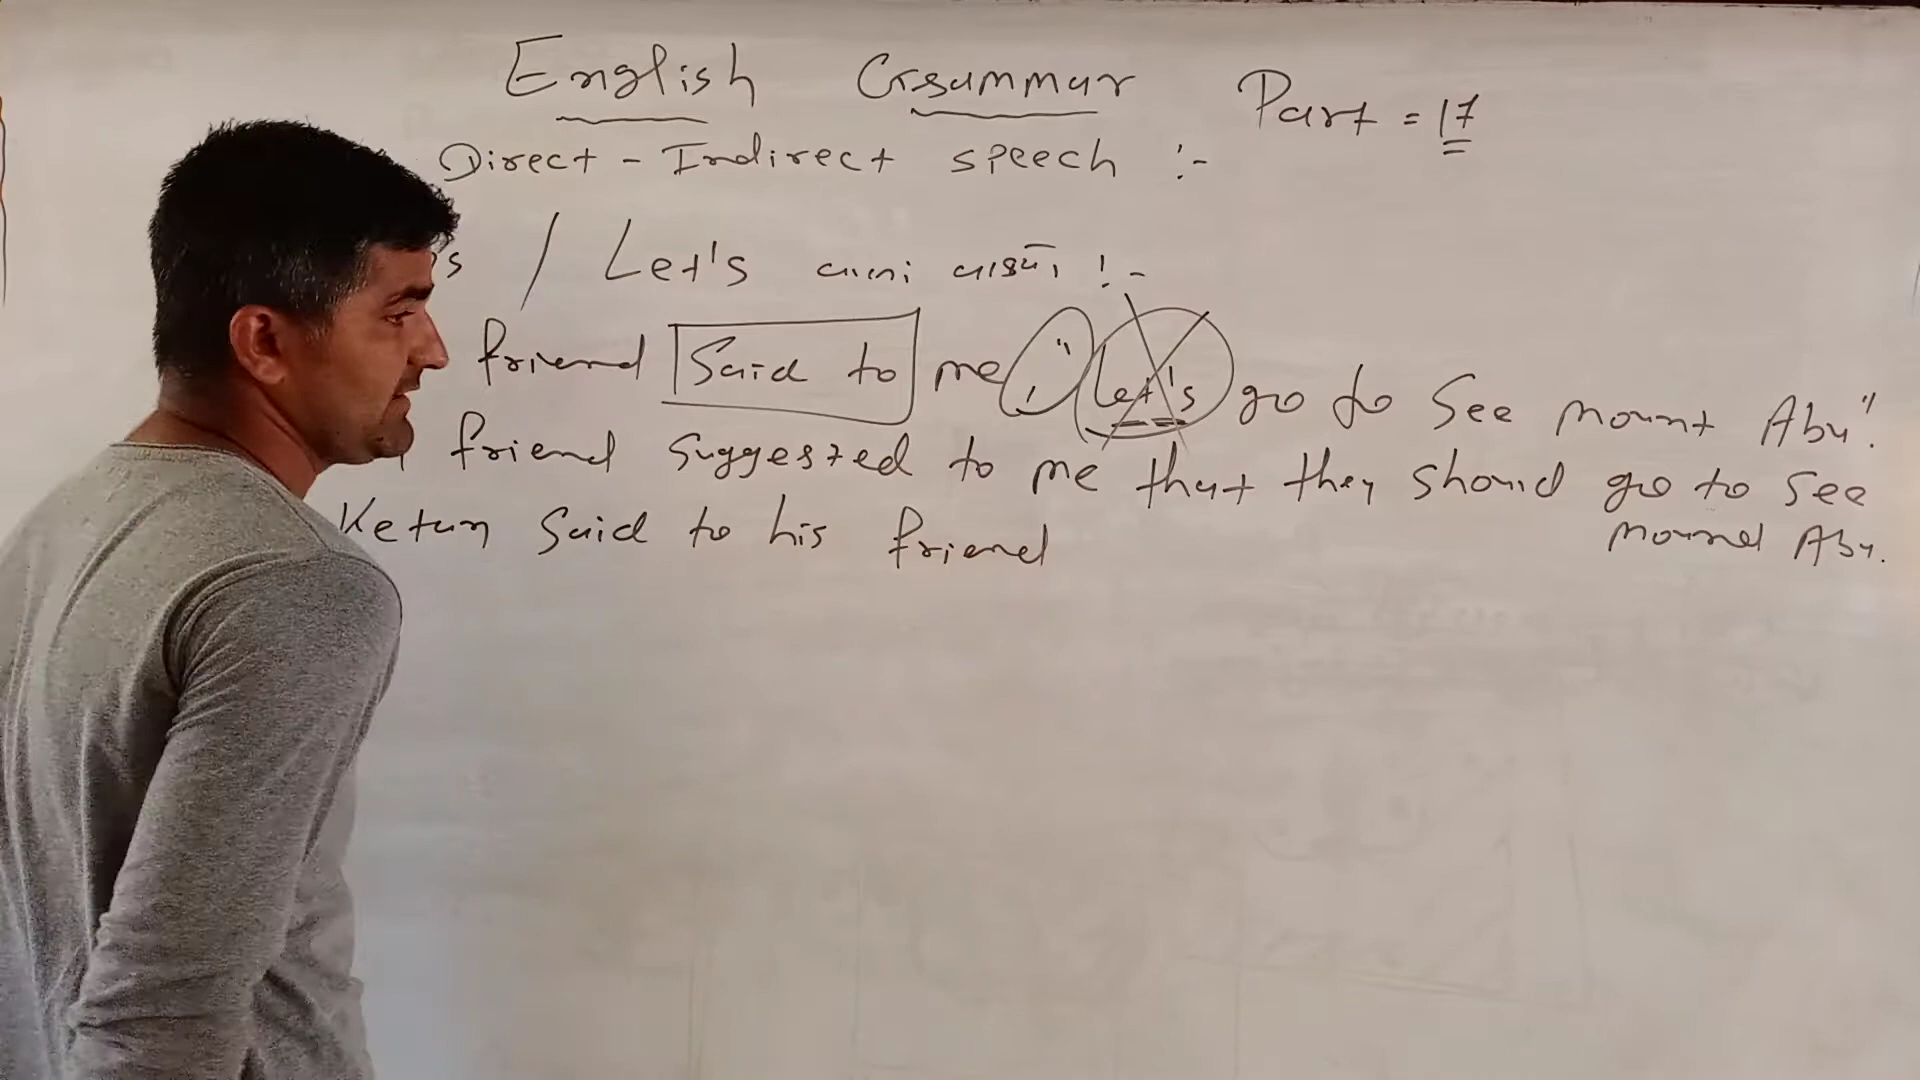 English Grammar Part = 17
Direct - Indirect speech :-
's / Let's વાળાં વાક્યો :-
friend said to me, "Let's go to see mount Abu".
friend suggested to me that they should go to see
mound Abu.
Ketan said to his friend